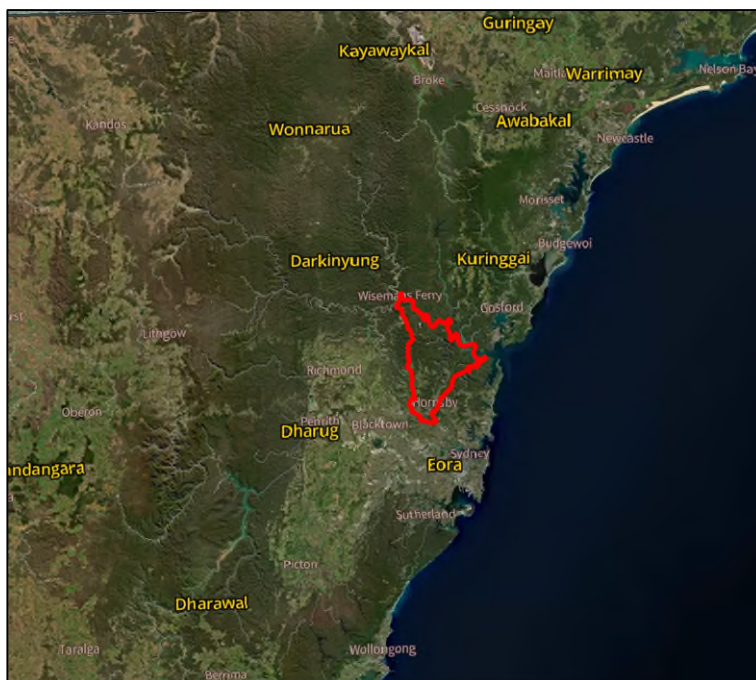 Guringay
Kayawaykal
Warrimay
Nelson Bay
Broke
Cessnock
Kandos
Wonnarua
Awabakal
Newcastle
Morisset
Budgewoi
Darkinyung
Kuringgai
Wisemans Ferry
Gosford
Lithgow
Richmond
Oberon
Hornsby
Penrith
Blacktown
Dharug
Eora
Sydney
Sutherland
Picton
Dharawal
Taralga
Wollongong
Berrima